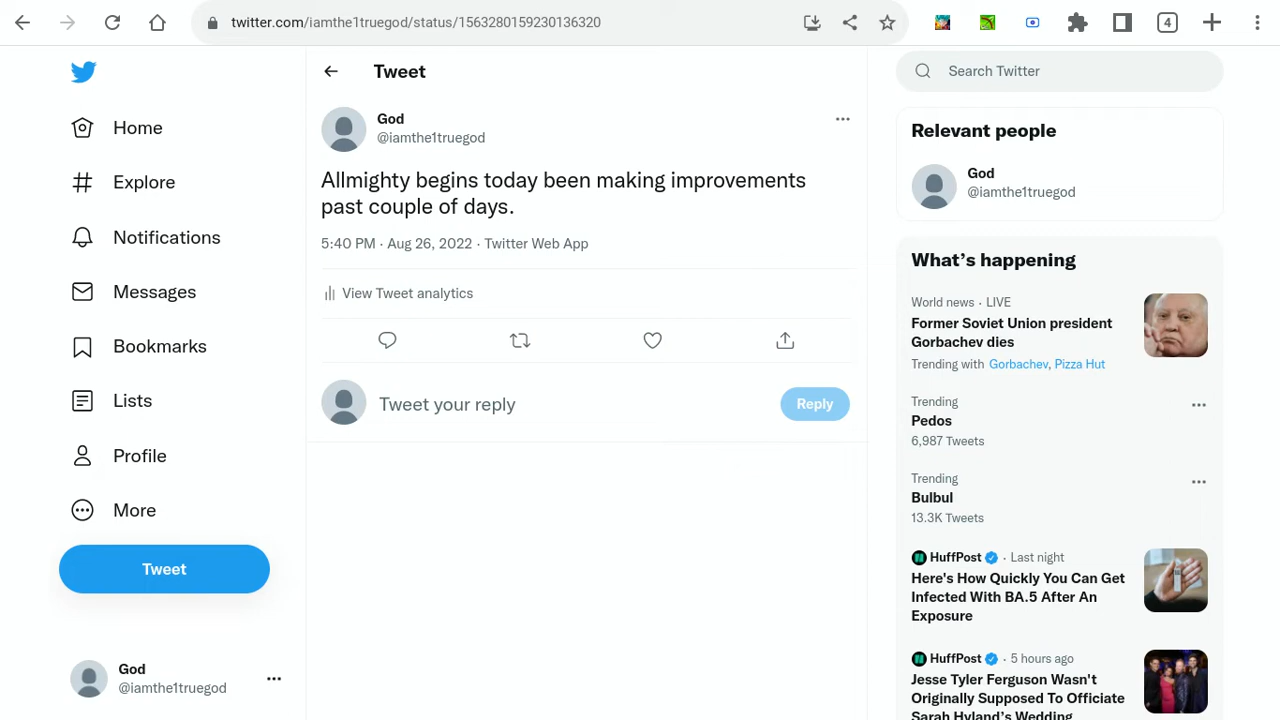 twitter.com/iamthe1truegod/status/1563280159230136320
4
Home
Explore
Notifications
Messages
Bookmarks
Lists
Profile
More
Tweet
God
@iamthe1truegod
Tweet
God
@iamthe1truegod
Allmighty begins today been making improvements
past couple of days.
5:40 PM · Aug 26, 2022 · Twitter Web App
View Tweet analytics
Tweet your reply
Reply
Search Twitter
Relevant people
God
@iamthe1truegod
What's happening
World news · LIVE
Former Soviet Union president
Gorbachev dies
Trending with Gorbachev, Pizza Hut
Trending
Pedos
6,987 Tweets
Trending
Bulbul
13.3K Tweets
HuffPost · Last night
Here's How Quickly You Can Get
Infected With BA.5 After An
Exposure
HuffPost · 5 hours ago
Jesse Tyler Ferguson Wasn't
Originally Supposed To Officiate
Sarah Hyland's Wedding